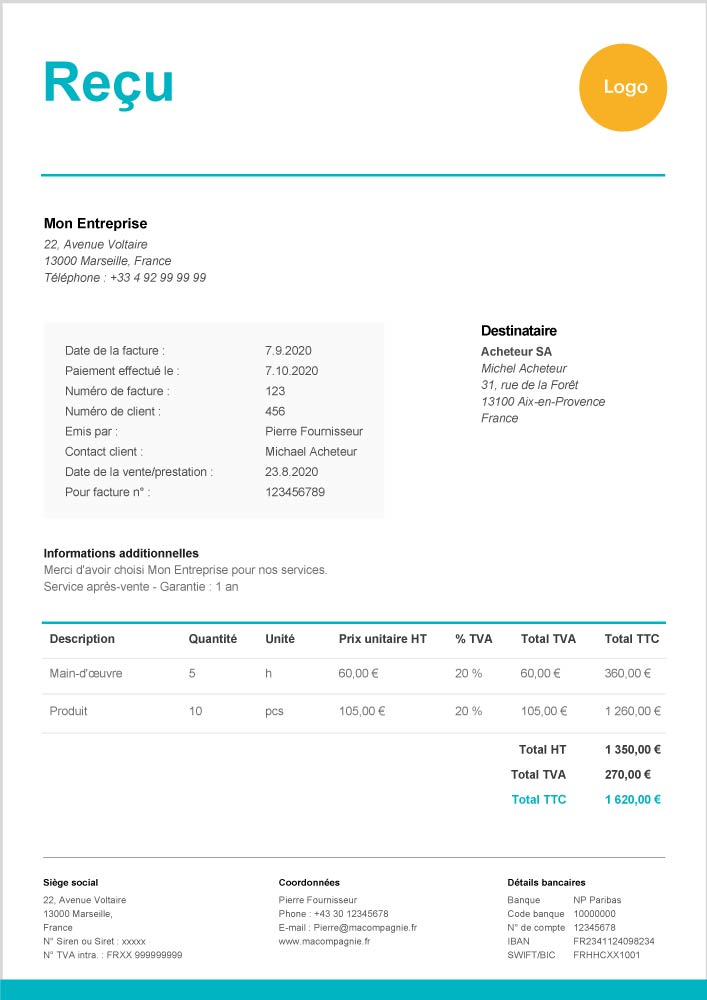 Reçu
Logo
Mon Entreprise
22, Avenue Voltaire
13000 Marseille, France
Téléphone : +33 4 92 99 99 99
Date de la facture : 7.9.2020
Paiement effectué le : 7.10.2020
Numéro de facture : 123
Numéro de client : 456
Emis par : Pierre Fournisseur
Contact client : Michael Acheteur
Date de la vente/prestation : 23.8.2020
Pour facture n° : 123456789
Destinataire
Acheteur SA
Michel Acheteur
31, rue de la Forêt
13100 Aix-en-Provence
France
Informations additionnelles
Merci d'avoir choisi Mon Entreprise pour nos services.
Service après-vente - Garantie : 1 an
Description Quantité Unité Prix unitaire HT % TVA Total TVA Total TTC
Main-d'œuvre 5 h 60,00 € 20 % 60,00 € 360,00 €
Produit 10 pcs 105,00 € 20 % 105,00 € 1 260,00 €
Total HT 1 350,00 €
Total TVA 270,00 €
Total TTC 1 620,00 €
Siège social
22, Avenue Voltaire
13000 Marseille,
France
N° Siren ou Siret : xxxxx
N° TVA intra. : FRXX 999999999
Coordonnées
Pierre Fournisseur
Phone : +43 30 12345678
E-mail : Pierre@macompagnie.fr
www.macompagnie.fr
Détails bancaires
Banque NP Paribas
Code banque 10000000
N° de compte 12345678
IBAN FR2341124098234
SWIFT/BIC FRHHCXX1001